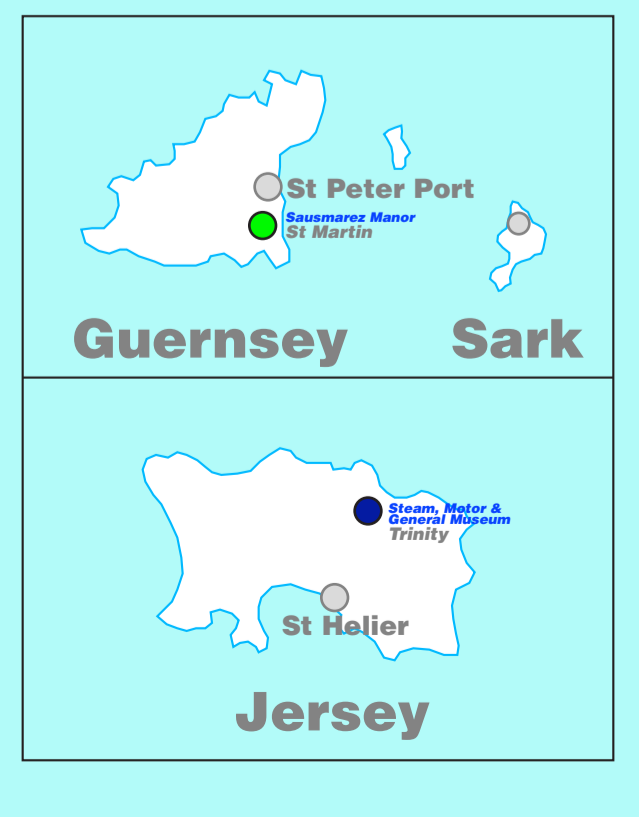 St Peter Port
Sausmarez Manor
St Martin
Guernsey
Sark
Steam, Motor &
General Museum
Trinity
St Helier
Jersey